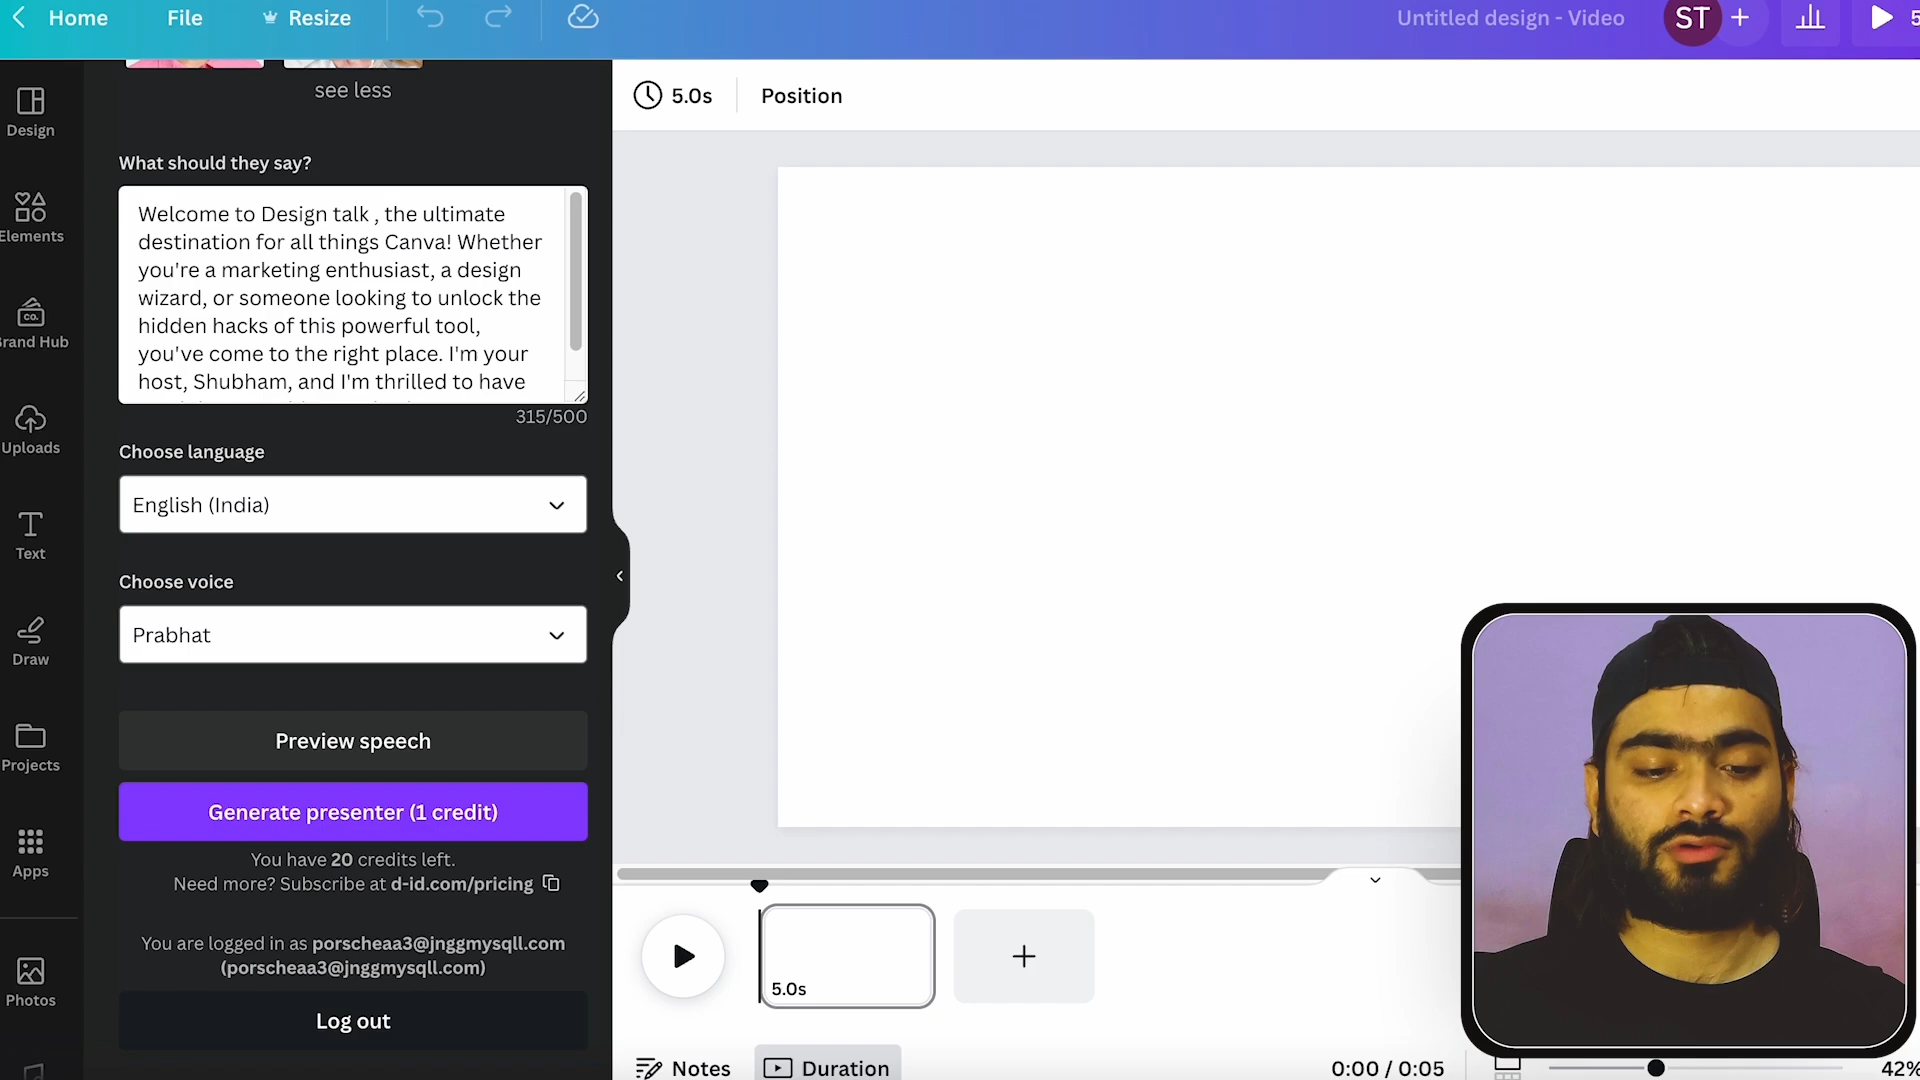 Home File Resize Untitled design - Video ST +
see less
5.0s Position
Design
What should they say?
Welcome to Design talk , the ultimate
destination for all things Canva! Whether
you're a marketing enthusiast, a design
wizard, or someone looking to unlock the
hidden hacks of this powerful tool,
you've come to the right place. I'm your
host, Shubham, and I'm thrilled to have
315/500
Elements
co.
Brand Hub
Uploads
Choose language
English (India)
Text
Choose voice
Prabhat
Draw
Preview speech
Projects
Generate presenter (1 credit)
You have 20 credits left.
Need more? Subscribe at d-id.com/pricing
Apps
You are logged in as porscheaa3@jnggmysqll.com
(porscheaa3@jnggmysqll.com)
Photos
Log out
5.0s
+
Notes Duration 0:00 / 0:05 42%